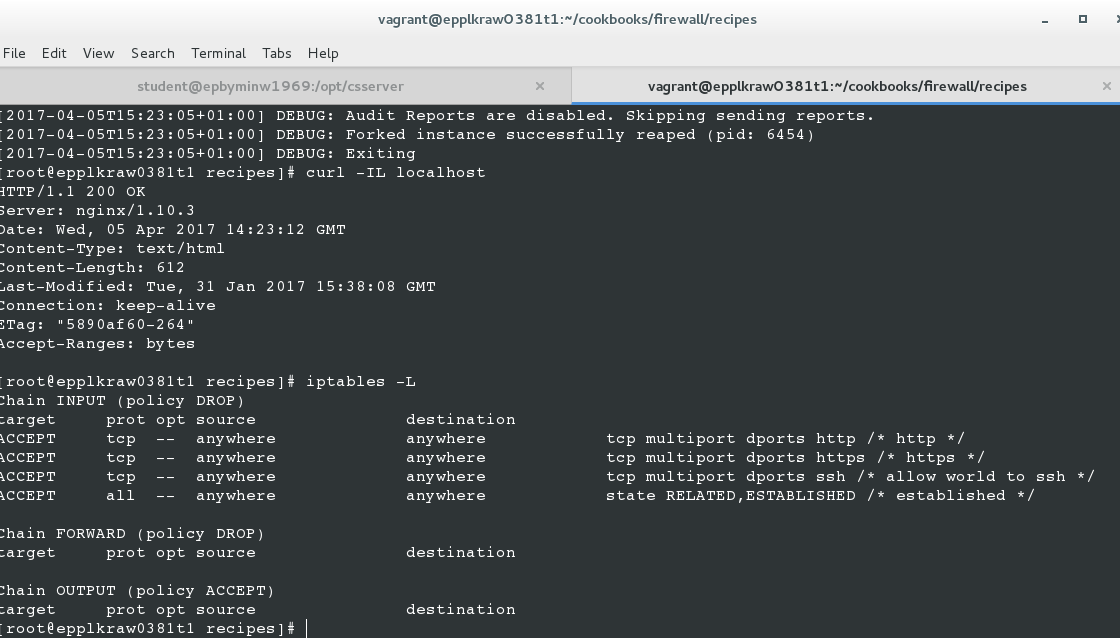 vagrant@epplkraw0381t1:~/cookbooks/firewall/recipes
File Edit View Search Terminal Tabs Help
student@epbyminw1969:/opt/csserver × vagrant@epplkraw0381t1:~/cookbooks/firewall/recipes ×
[2017-04-05T15:23:05+01:00] DEBUG: Audit Reports are disabled. Skipping sending reports.
[2017-04-05T15:23:05+01:00] DEBUG: Forked instance successfully reaped (pid: 6454)
[2017-04-05T15:23:05+01:00] DEBUG: Exiting
[root@epplkraw0381t1 recipes]# curl -IL localhost
HTTP/1.1 200 OK
Server: nginx/1.10.3
Date: Wed, 05 Apr 2017 14:23:12 GMT
Content-Type: text/html
Content-Length: 612
Last-Modified: Tue, 31 Jan 2017 15:38:08 GMT
Connection: keep-alive
ETag: "5890af60-264"
Accept-Ranges: bytes
[root@epplkraw0381t1 recipes]# iptables -L
Chain INPUT (policy DROP)
target prot opt source destination
ACCEPT tcp -- anywhere anywhere tcp multiport dports http /* http */
ACCEPT tcp -- anywhere anywhere tcp multiport dports https /* https */
ACCEPT tcp -- anywhere anywhere tcp multiport dports ssh /* allow world to ssh */
ACCEPT all -- anywhere anywhere state RELATED,ESTABLISHED /* established */
Chain FORWARD (policy DROP)
target prot opt source destination
Chain OUTPUT (policy ACCEPT)
target prot opt source destination
[root@epplkraw0381t1 recipes]#